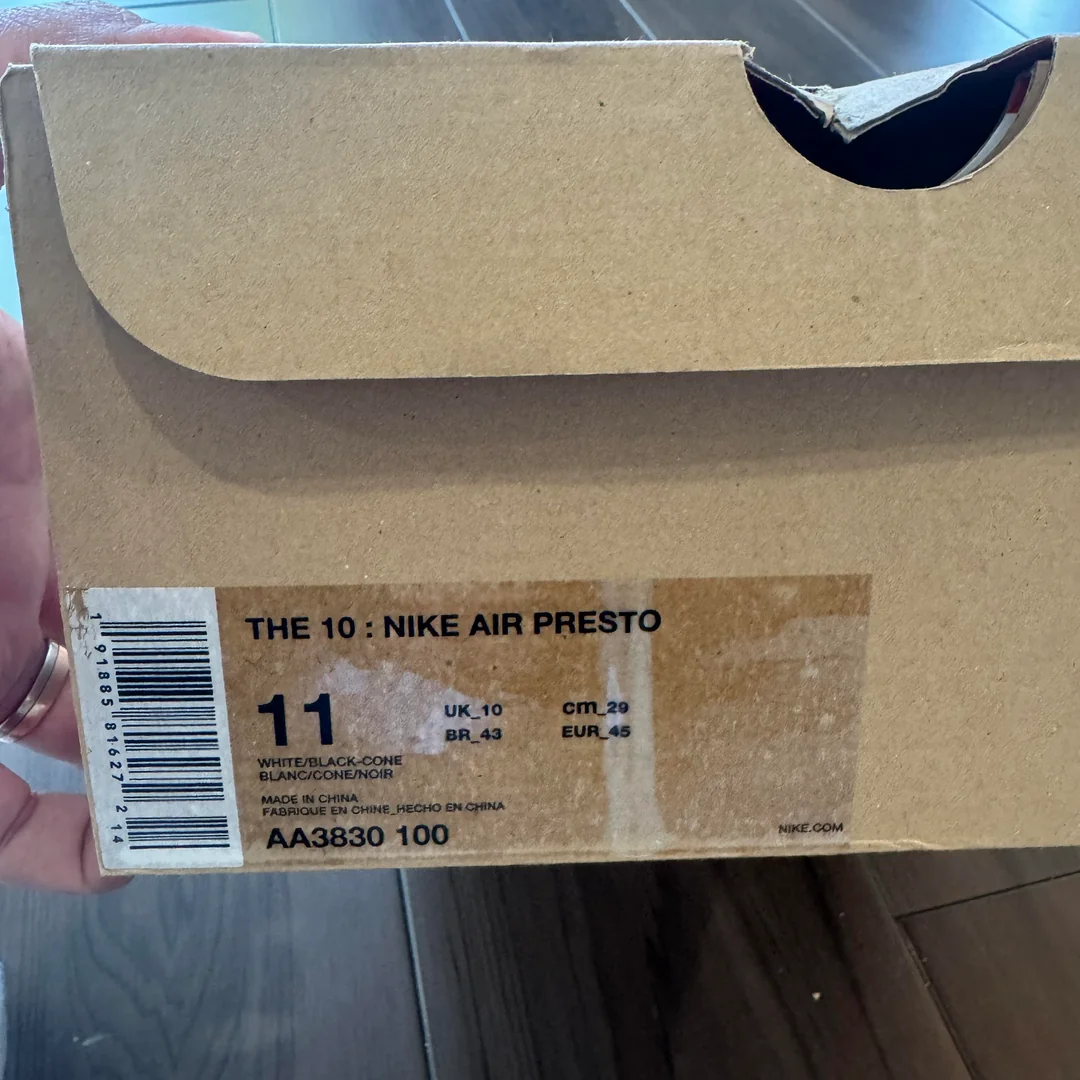 THE 10 : NIKE AIR PRESTO
11
UK_10 cm_29
BR_43 EUR_45
WHITE/BLACK-CONE
BLANC/CONE/NOIR
MADE IN CHINA
FABRIQUE EN CHINE_HECHO EN CHINA
AA3830 100
NIKE.COM
1 91885 81627 2 14